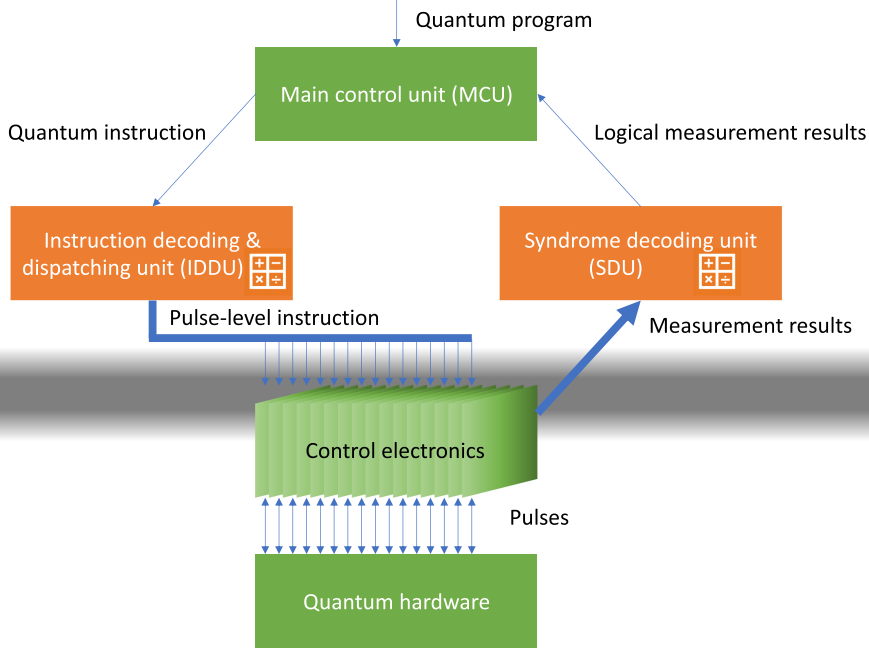 Quantum program
Main control unit (MCU)
Quantum instruction
Logical measurement results
Instruction decoding &
dispatching unit (IDDU)
+ −
× ÷
Syndrome decoding unit
(SDU)
+ −
× ÷
Pulse-level instruction
Measurement results
Control electronics
Pulses
Quantum hardware